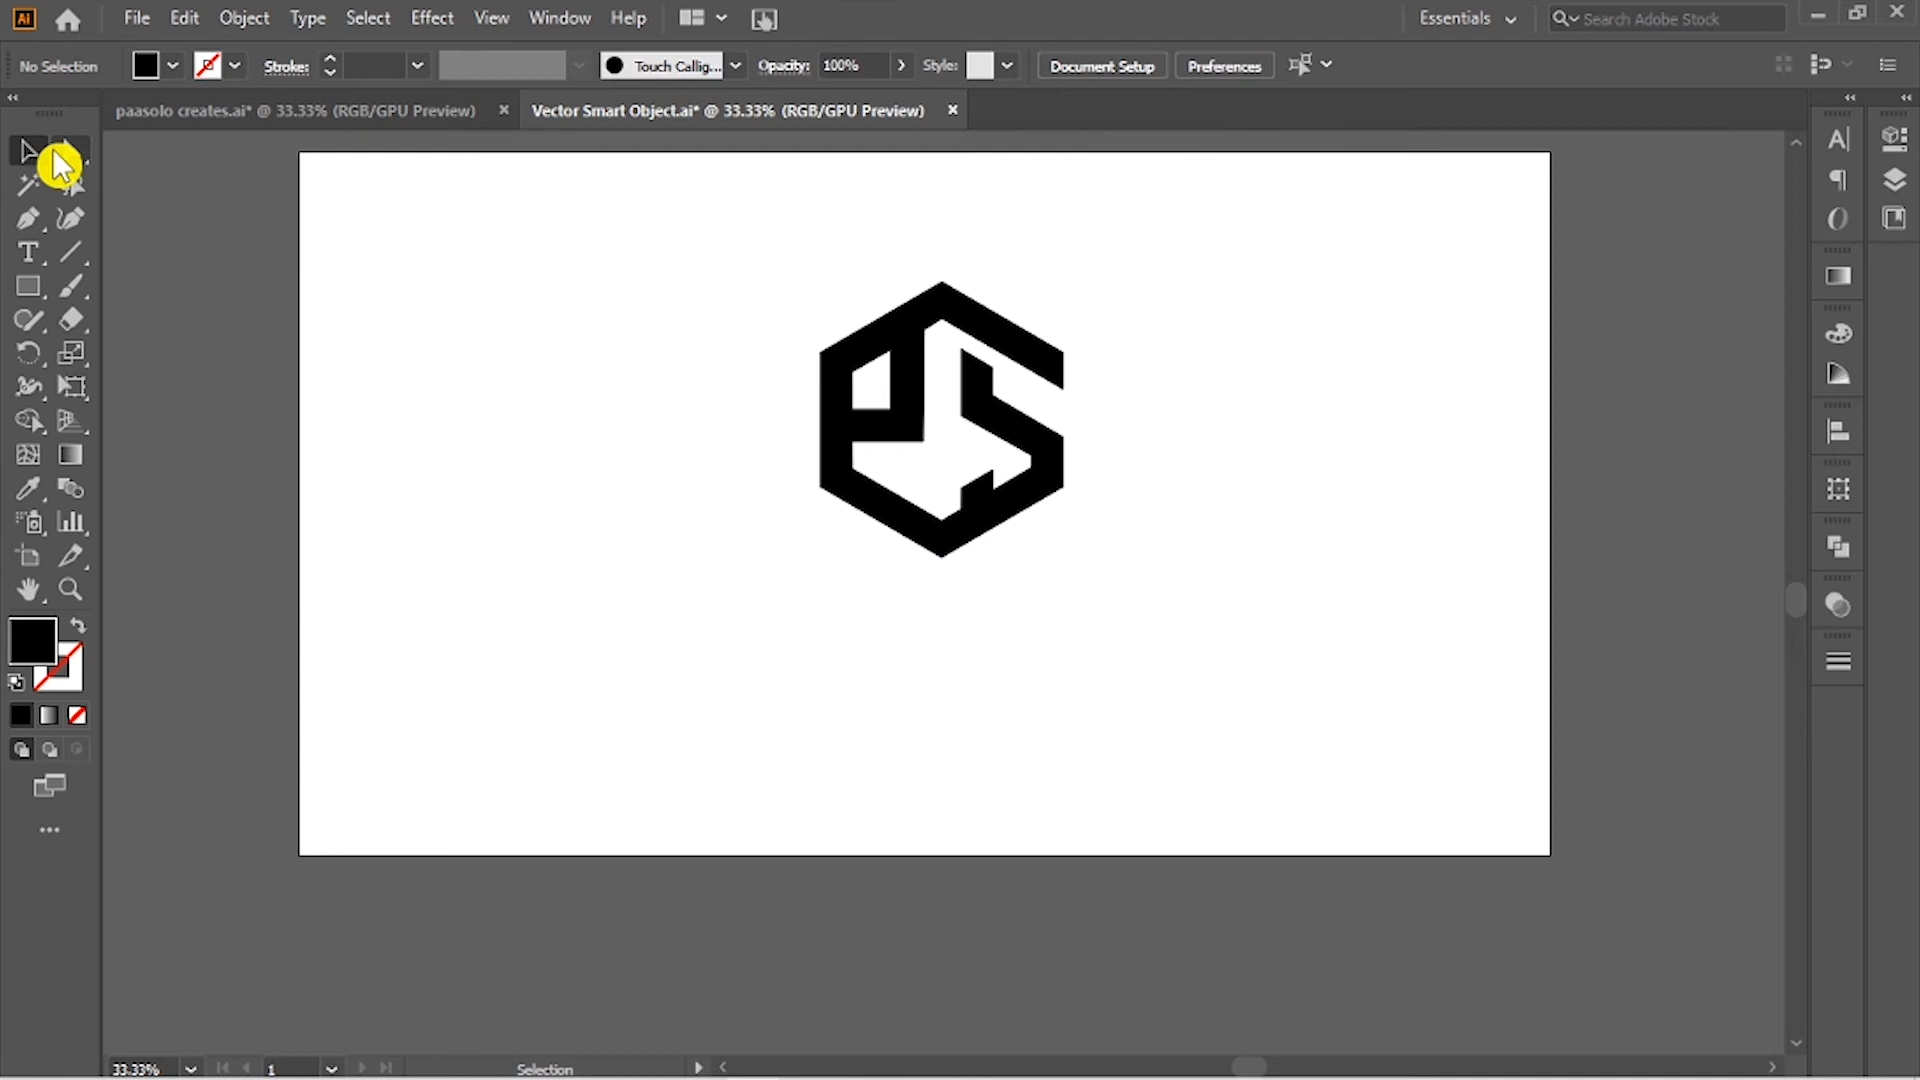 Ai File Edit Object Type Select Effect View Window Help Essentials Search Adobe Stock
No Selection Stroke: Touch Callig... Opacity: 100% Style: Document Setup Preferences
paasolo creates.ai* @ 33.33% (RGB/GPU Preview) × Vector Smart Object.ai* @ 33.33% (RGB/GPU Preview) ×
33.33% 1 Selection